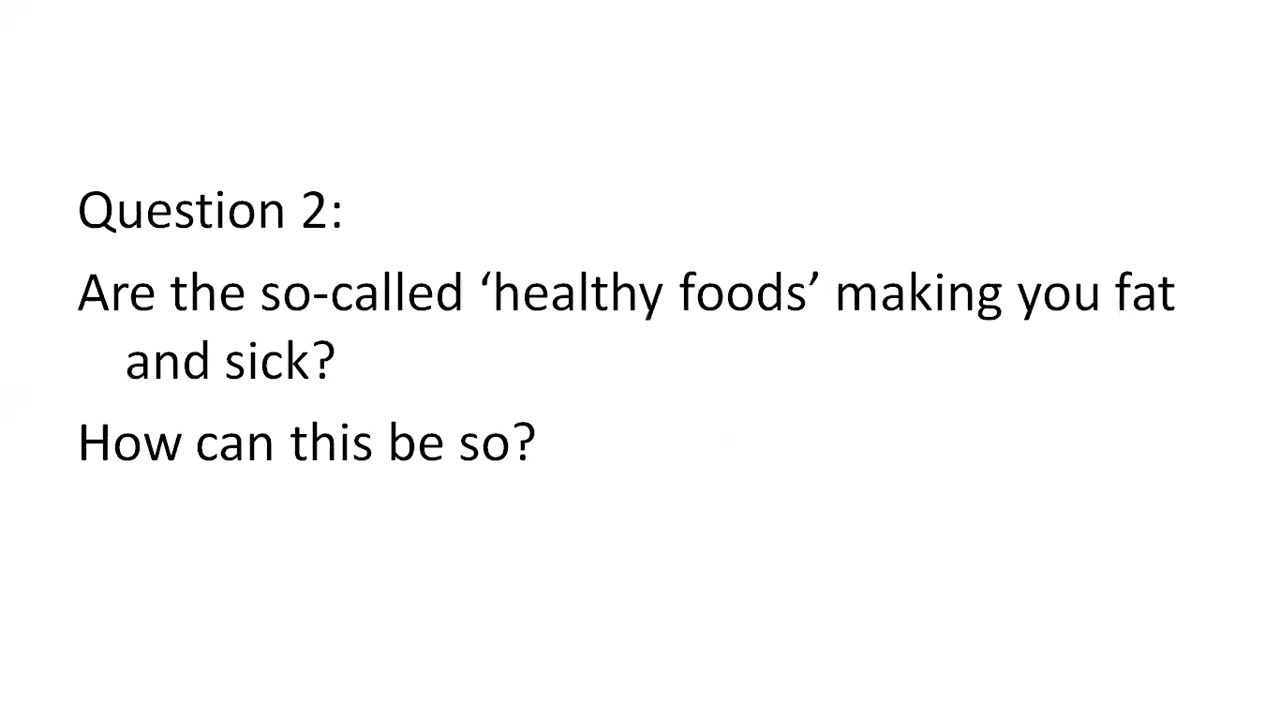 Question 2:
Are the so-called ‘healthy foods’ making you fat
and sick?
How can this be so?